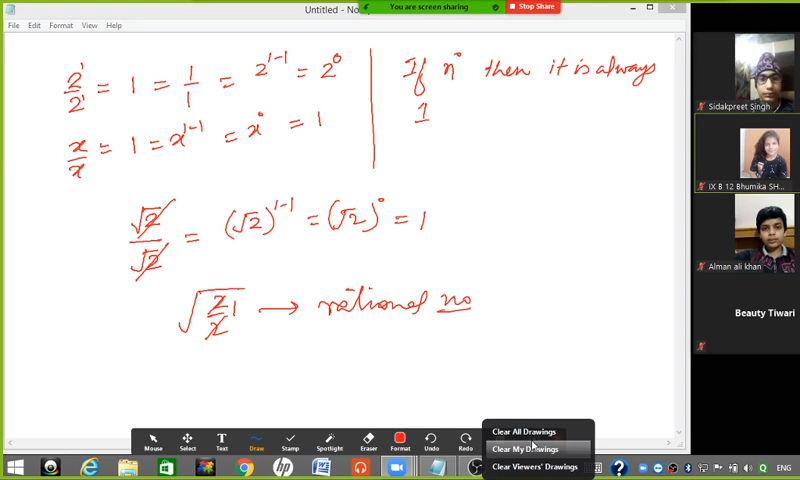 Untitled - No
You are screen sharing
Stop Share
File Edit Format View Help
2¹/2¹ = 1 = 1/1 = 2¹⁻¹ = 2⁰
x/x = 1 = x¹⁻¹ = x⁰ = 1
If x⁰ then it is always
1
√2/√2 = (√2)¹⁻¹ = (√2)⁰ = 1
√(2/2) 1 → rational no
Sidakpreet Singh
IX B 12 Bhumika SH...
Alman ali khan
Beauty Tiwari
Clear All Drawings
Clear My Drawings
Clear Viewers' Drawings
Mouse Select Text Draw Stamp Spotlight Eraser Format Undo Redo
hp
ENG